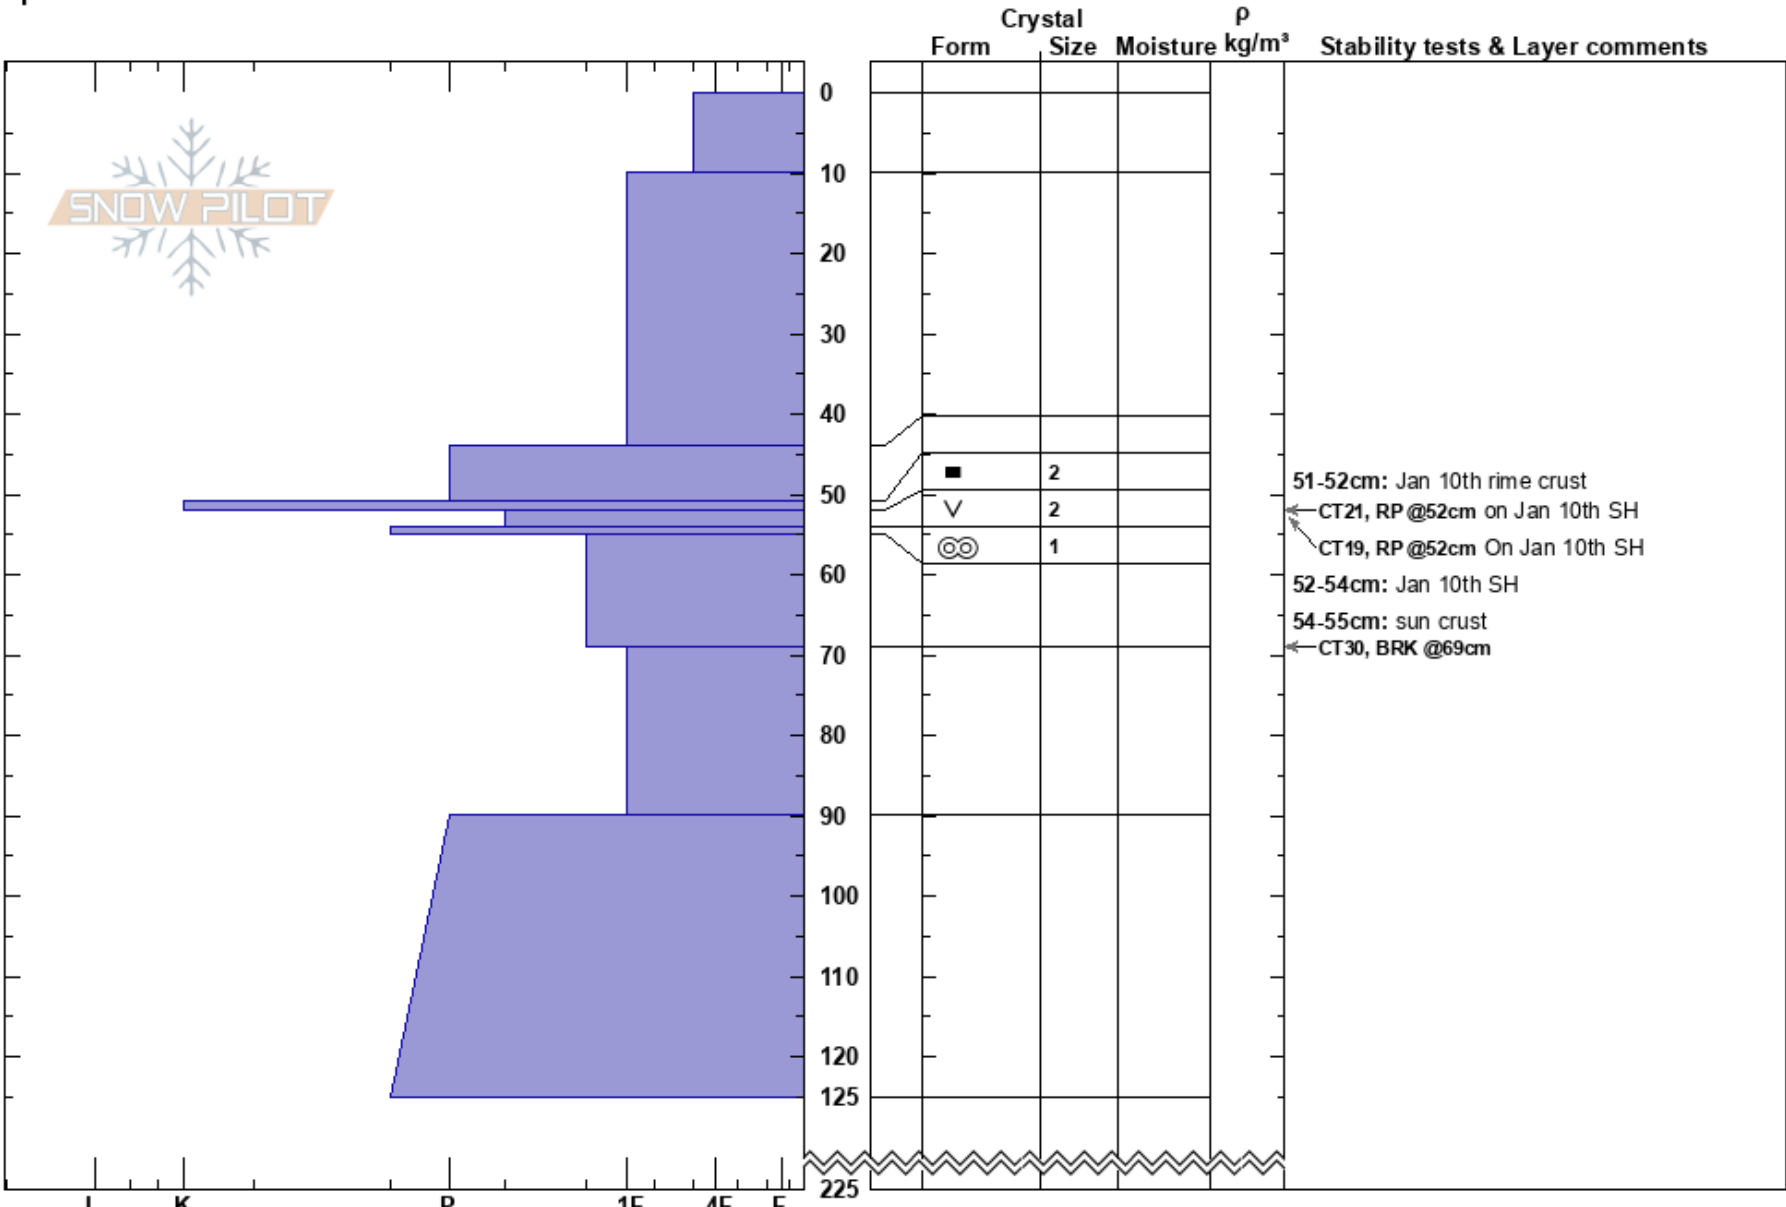 Crystal ρ
Form Size Moisture kg/m³ Stability tests & Layer comments
0
10
SNOW PILOT
20
30
40
2
51-52cm: Jan 10th rime crust
50
2
CT21, RP @52cm on Jan 10th SH
1
CT19, RP @52cm On Jan 10th SH
60
52-54cm: Jan 10th SH
54-55cm: sun crust
70
CT30, BRK @69cm
80
90
100
110
120
125
225
I K P 1F 4F F